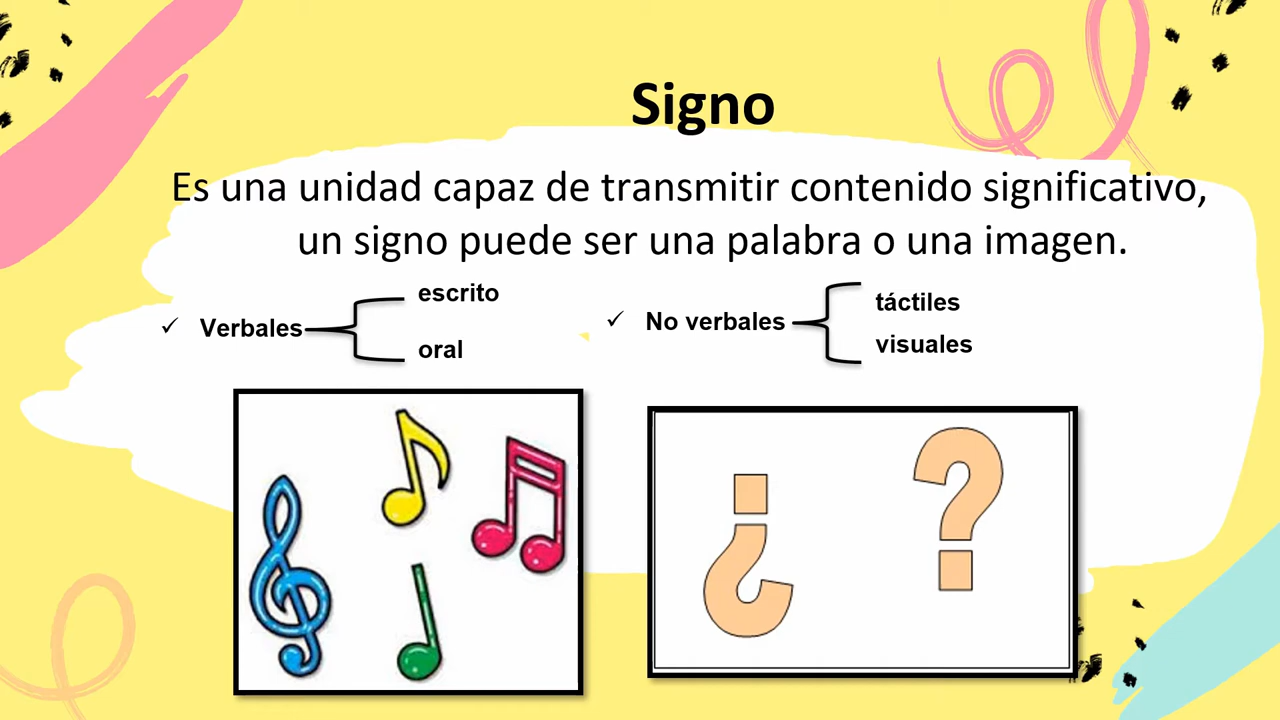 Signo
Es una unidad capaz de transmitir contenido significativo,
un signo puede ser una palabra o una imagen.
✓ Verbales
escrito
oral
✓ No verbales
táctiles
visuales
¿ ?